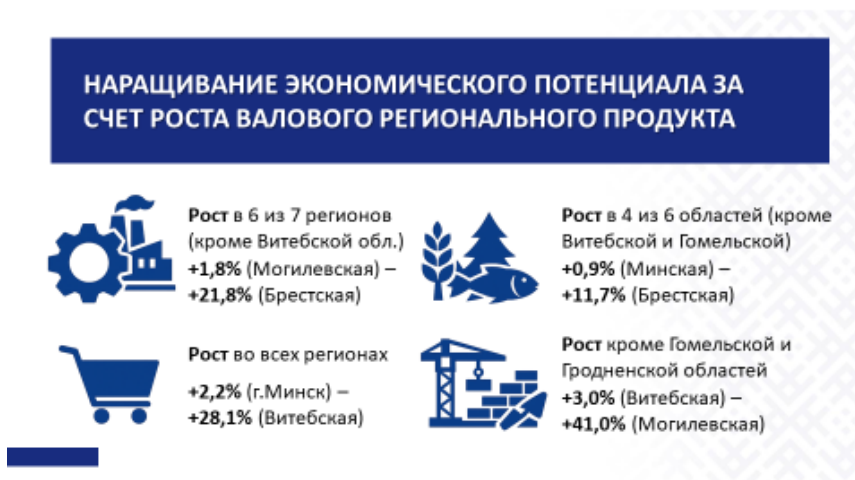 НАРАЩИВАНИЕ ЭКОНОМИЧЕСКОГО ПОТЕНЦИАЛА ЗА
СЧЕТ РОСТА ВАЛОВОГО РЕГИОНАЛЬНОГО ПРОДУКТА
Рост в 6 из 7 регионов
(кроме Витебской обл.)
+1,8% (Могилевская) –
+21,8% (Брестская)
Рост в 4 из 6 областей (кроме
Витебской и Гомельской)
+0,9% (Минская) –
+11,7% (Брестская)
Рост во всех регионах
+2,2% (г.Минск) –
+28,1% (Витебская)
Рост кроме Гомельской и
Гродненской областей
+3,0% (Витебская) –
+41,0% (Могилевская)